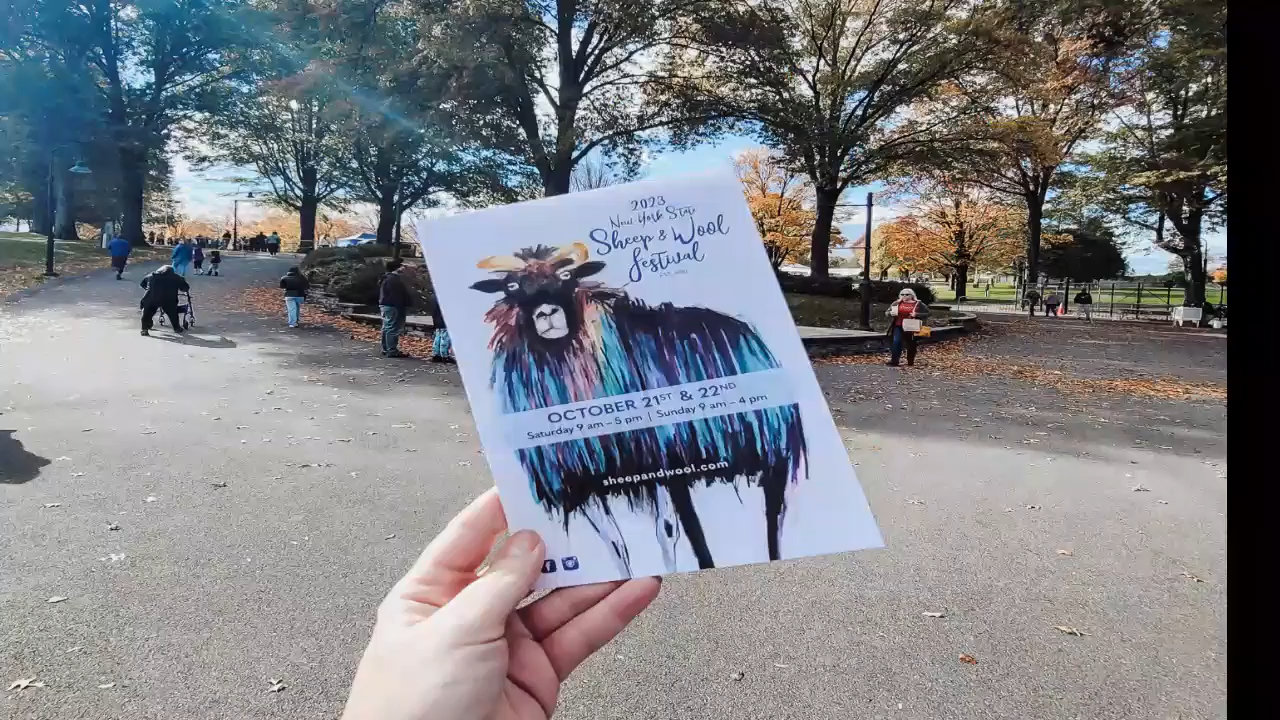 2023
New York State
Sheep & Wool
Festival
OCTOBER 21ST & 22ND
Saturday 9 am – 5 pm | Sunday 9 am – 4 pm
sheepandwool.com